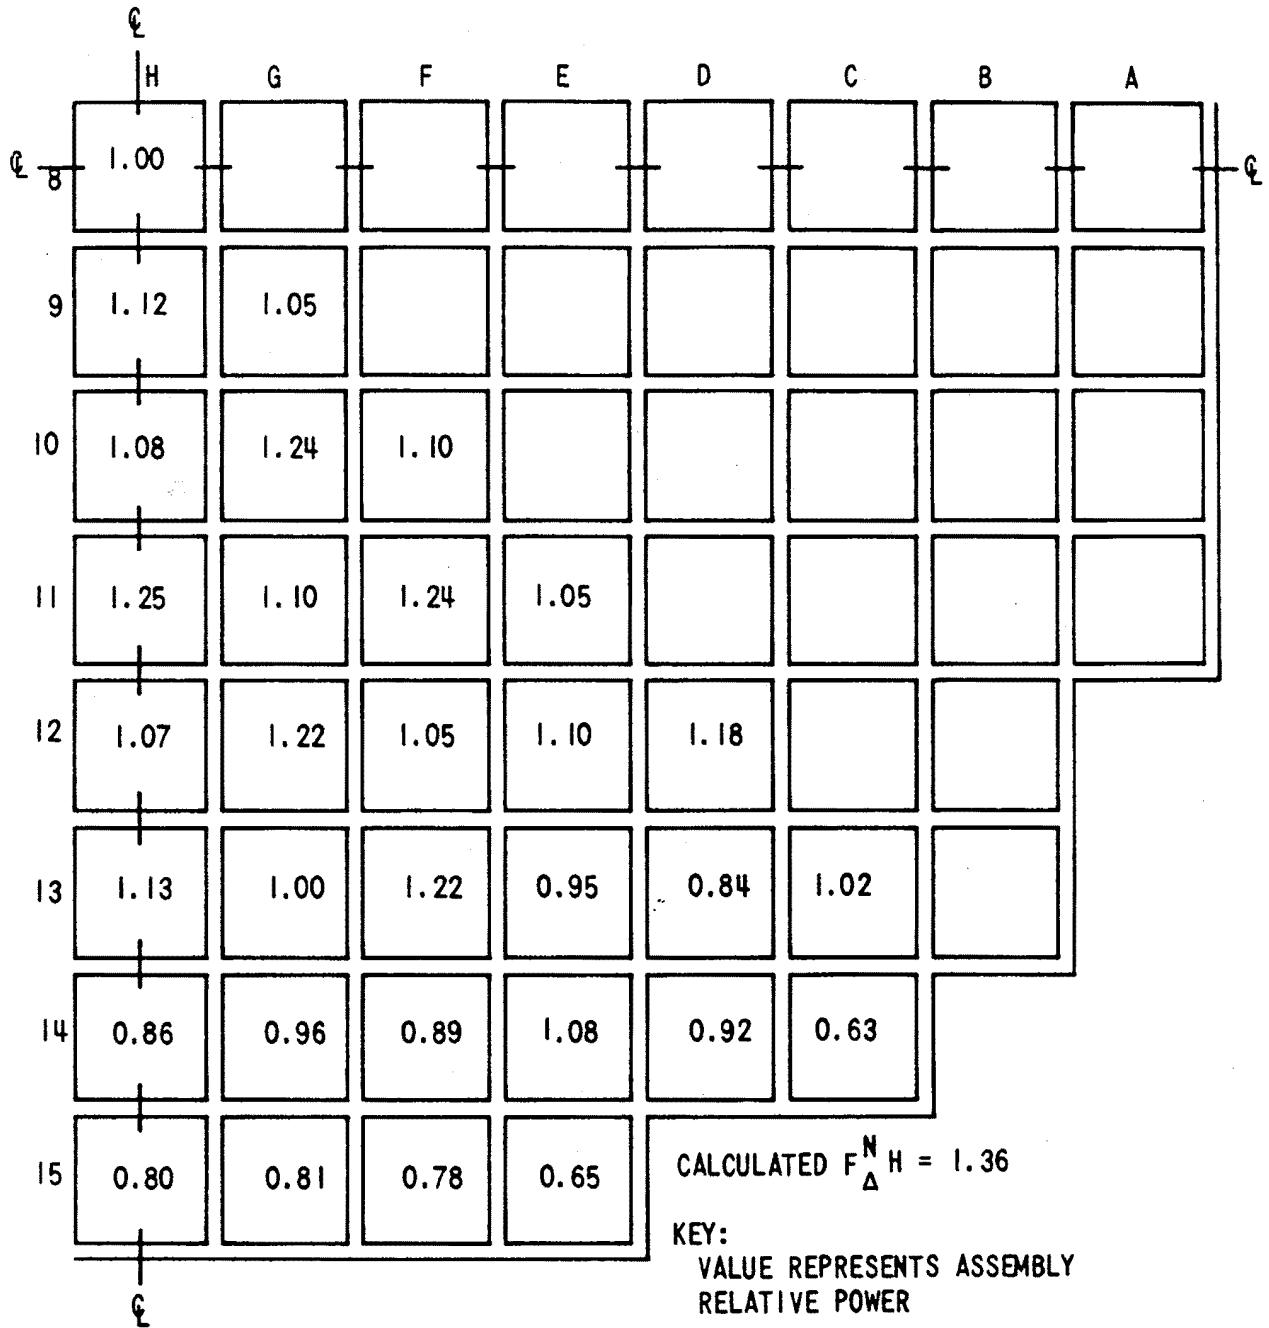 ℄
H G F E D C B A
℄ 8 1.00 ℄
9 1.12 1.05
10 1.08 1.24 1.10
11 1.25 1.10 1.24 1.05
12 1.07 1.22 1.05 1.10 1.18
13 1.13 1.00 1.22 0.95 0.84 1.02
14 0.86 0.96 0.89 1.08 0.92 0.63
15 0.80 0.81 0.78 0.65
CALCULATED F N Δ H = 1.36
KEY:
VALUE REPRESENTS ASSEMBLY
RELATIVE POWER
℄